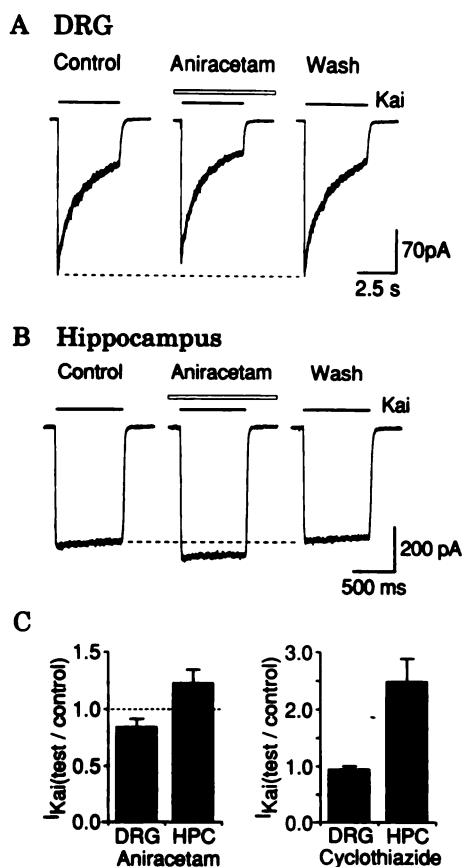 A DRG
Control Aniracetam Wash
Kai
70pA
2.5 s
B Hippocampus
Control Aniracetam Wash
Kai
200 pA
500 ms
C
IKai(test / control)
1.5
1.0
0.5
0.0
DRG HPC
Aniracetam
IKai(test / control)
3.0
2.0
1.0
0.0
DRG HPC
Cyclothiazide